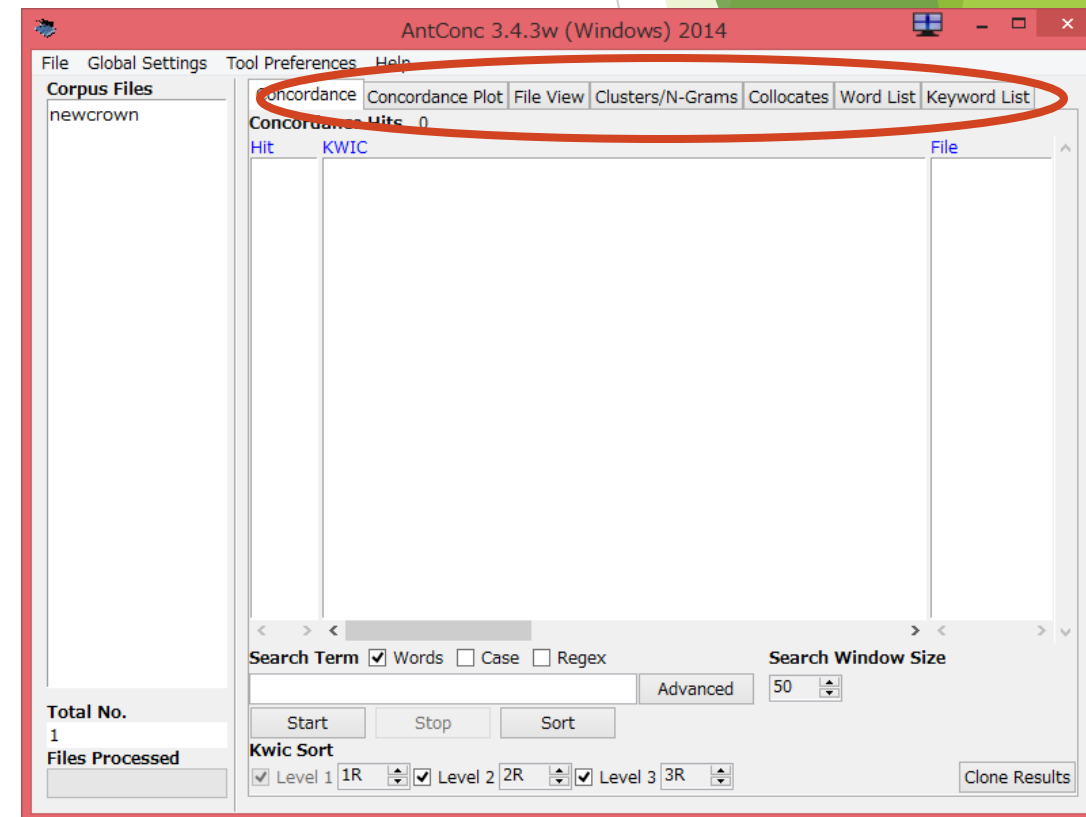 AntConc 3.4.3w (Windows) 2014
File Global Settings Tool Preferences Help
Corpus Files
newcrown
Concordance Concordance Plot File View Clusters/N-Grams Collocates Word List Keyword List
Concordance Hits 0
Hit KWIC File
Search Term Words Case Regex Search Window Size
Advanced 50
Total No.
1
Start Stop Sort
Files Processed
Kwic Sort
Level 1 1R Level 2 2R Level 3 3R Clone Results